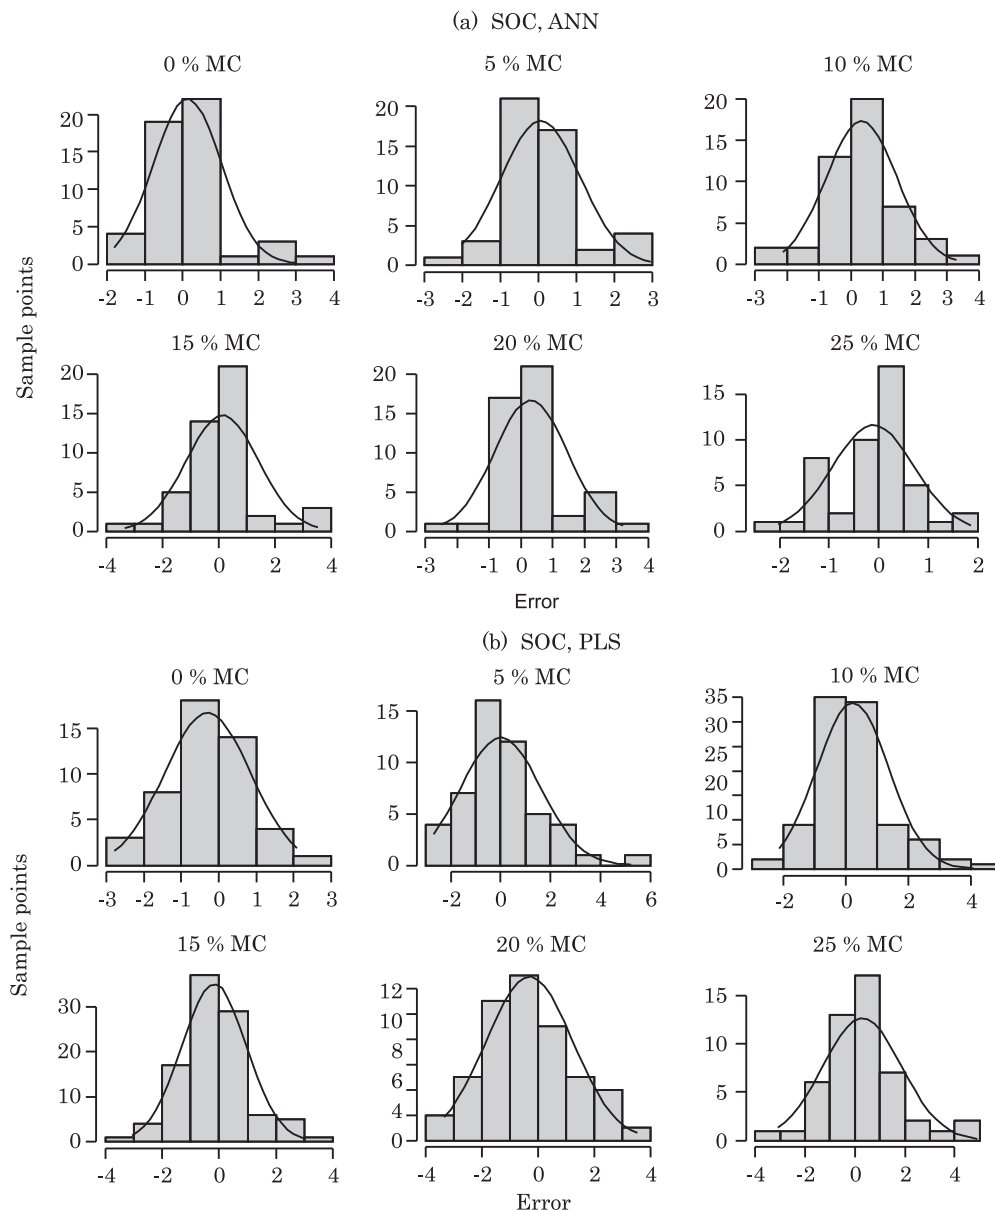 (a) SOC, ANN
0 % MC
20
15
10
5
0
-2 -1 0 1 2 3 4
5 % MC
20
15
10
5
0
-3 -2 -1 0 1 2 3
10 % MC
20
15
10
5
0
-3 -1 0 1 2 3 4
Sample points
15 % MC
20
15
10
5
0
-4 -2 0 2 4
20 % MC
20
15
10
5
0
-3 -1 0 1 2 3 4
25 % MC
15
10
5
0
-2 -1 0 1 2
Error
(b) SOC, PLS
0 % MC
15
10
5
0
-3 -2 -1 0 1 2 3
5 % MC
15
10
5
0
-2 0 2 4 6
10 % MC
35
25
20
10
5
0
-2 0 2 4
Sample points
15 % MC
30
20
10
0
-4 -2 0 2 4
20 % MC
12
10
8
6
4
0
-4 -2 0 2 4
25 % MC
15
10
5
0
-4 -2 0 2 4
Error